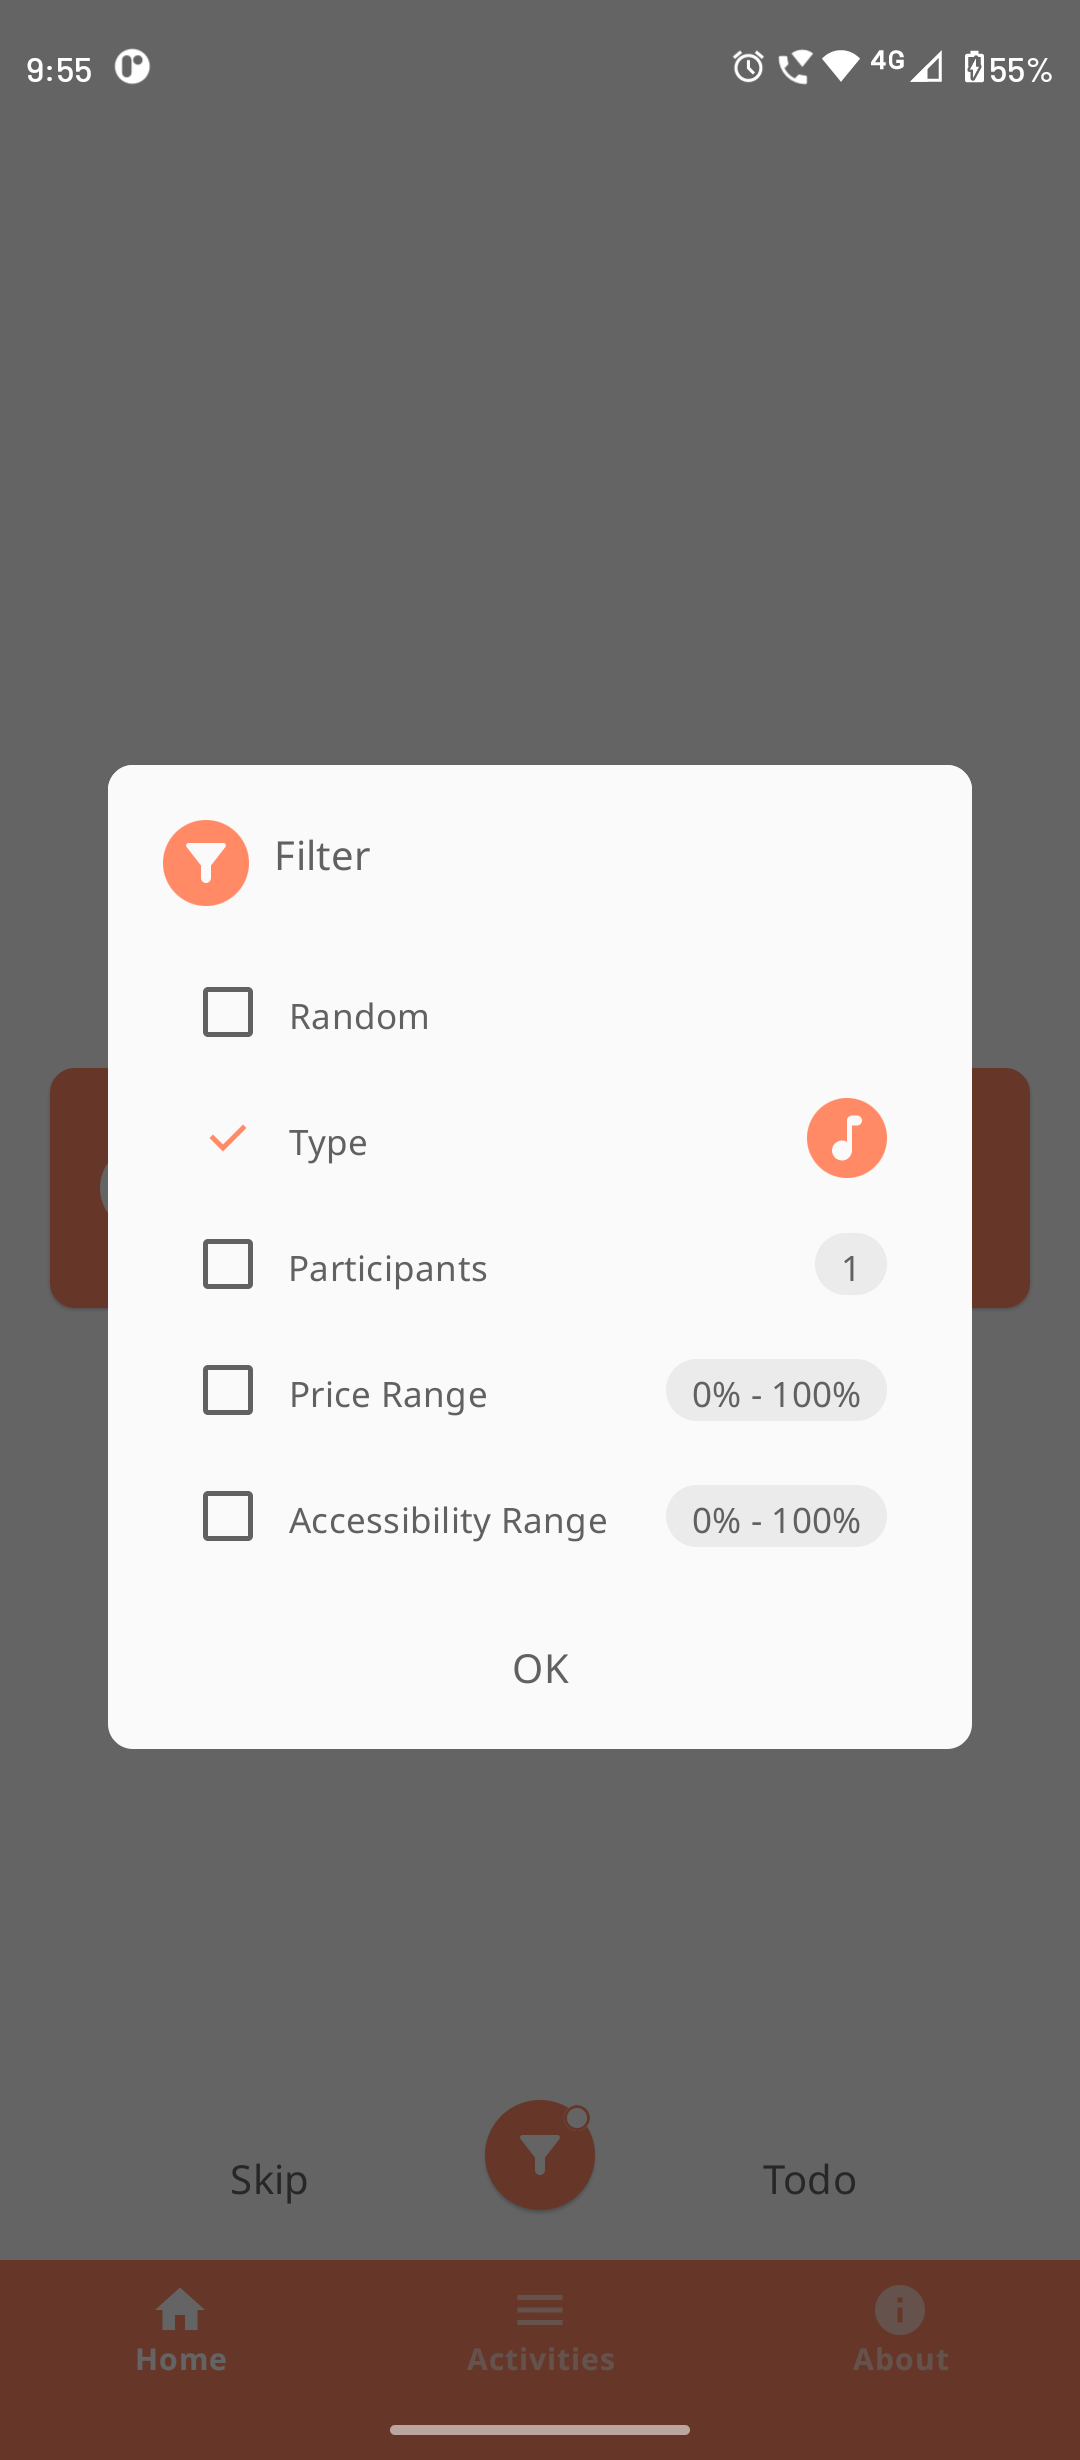 9:55 4G 55%
Filter
Random
Type
Participants 1
Price Range 0% - 100%
Accessibility Range 0% - 100%
OK
Skip Todo
Home Activities About